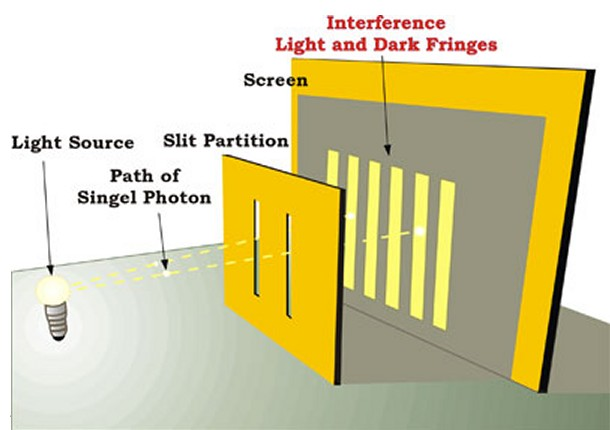 Interference
Light and Dark Fringes
Screen
Slit Partition
Light Source
Path of
Singel Photon